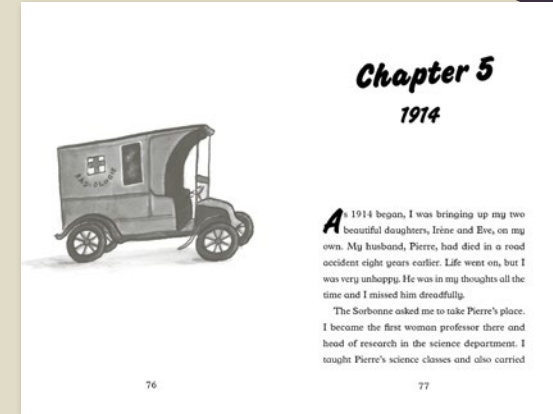 RADIOLOGIE
76
Chapter 5
1914
As 1914 began, I was bringing up my two
beautiful daughters, Irène and Eve, on my
own. My husband, Pierre, had died in a road
accident eight years earlier. Life went on, but I
was very unhappy. He was in my thoughts all the
time and I missed him dreadfully.
The Sorbonne asked me to take Pierre’s place.
I became the first woman professor there and
head of research in the science department. I
taught Pierre’s science classes and also carried
77